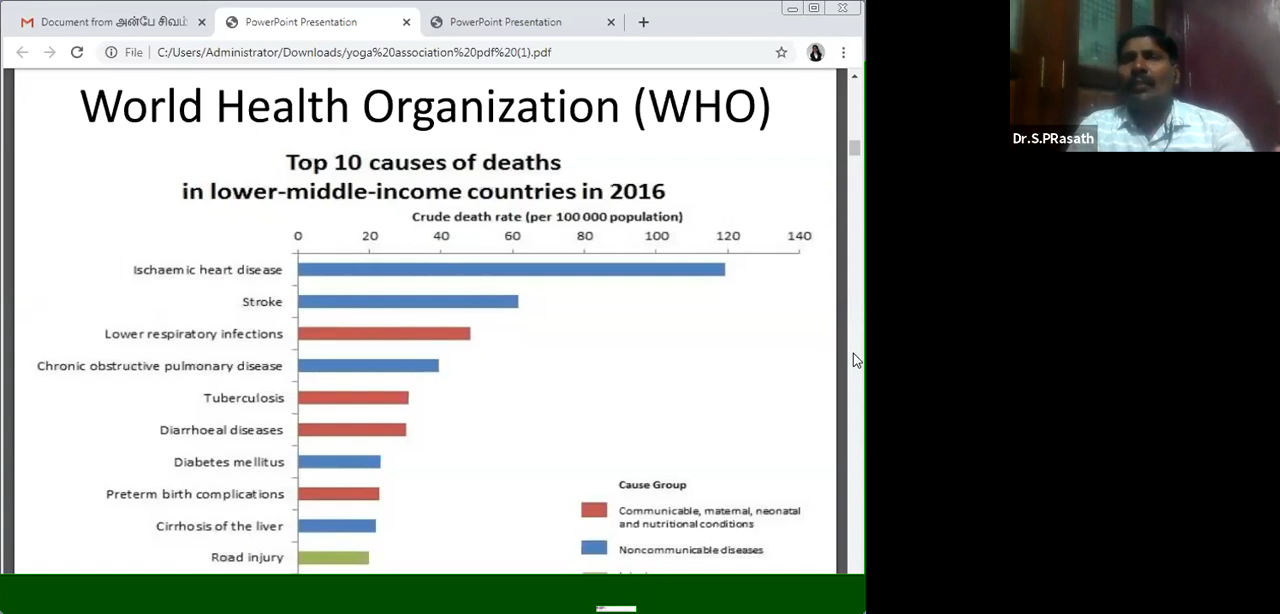 Document from அன்பே சிவம்
PowerPoint Presentation
PowerPoint Presentation
File
C:/Users/Administrator/Downloads/yoga%20association%20pdf%20(1).pdf
World Health Organization (WHO)
Top 10 causes of deaths
in lower-middle-income countries in 2016
Crude death rate (per 100 000 population)
0 20 40 60 80 100 120 140
Ischaemic heart disease
Stroke
Lower respiratory infections
Chronic obstructive pulmonary disease
Tuberculosis
Diarrhoeal diseases
Diabetes mellitus
Preterm birth complications
Cirrhosis of the liver
Road injury
Cause Group
Communicable, maternal, neonatal
and nutritional conditions
Noncommunicable diseases
Dr.S.PRasath